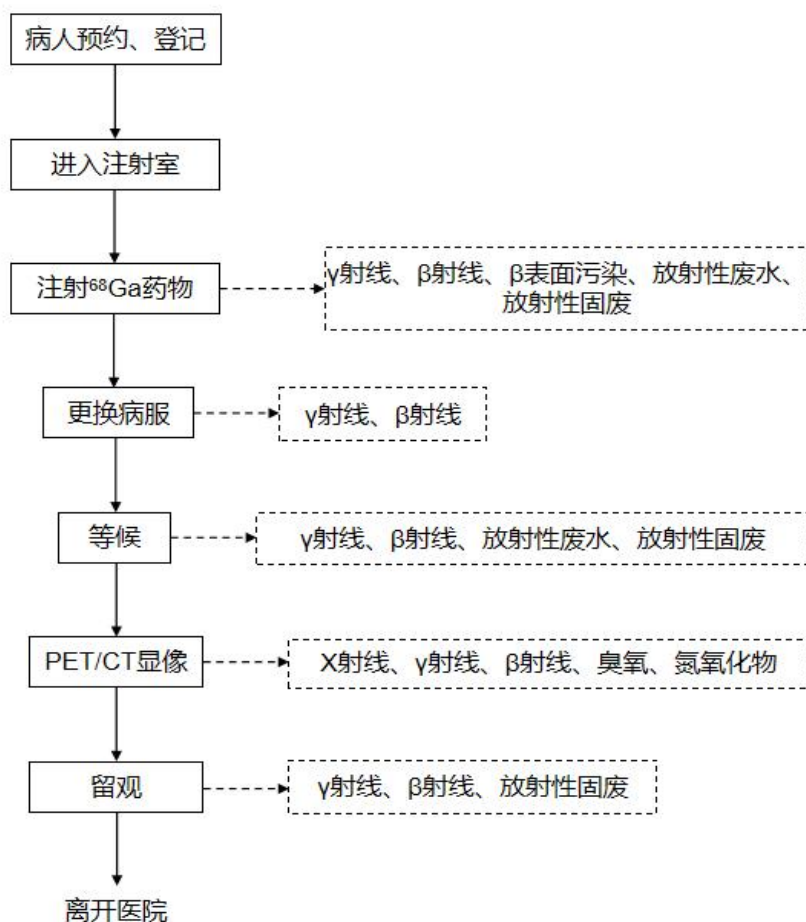 病人预约、登记
进入注射室
注射⁶⁸Ga药物
γ射线、β射线、β表面污染、放射性废水、
放射性固废
更换病服
γ射线、β射线
等候
γ射线、β射线、放射性废水、放射性固废
PET/CT显像
X射线、γ射线、β射线、臭氧、氮氧化物
留观
γ射线、β射线、放射性固废
离开医院